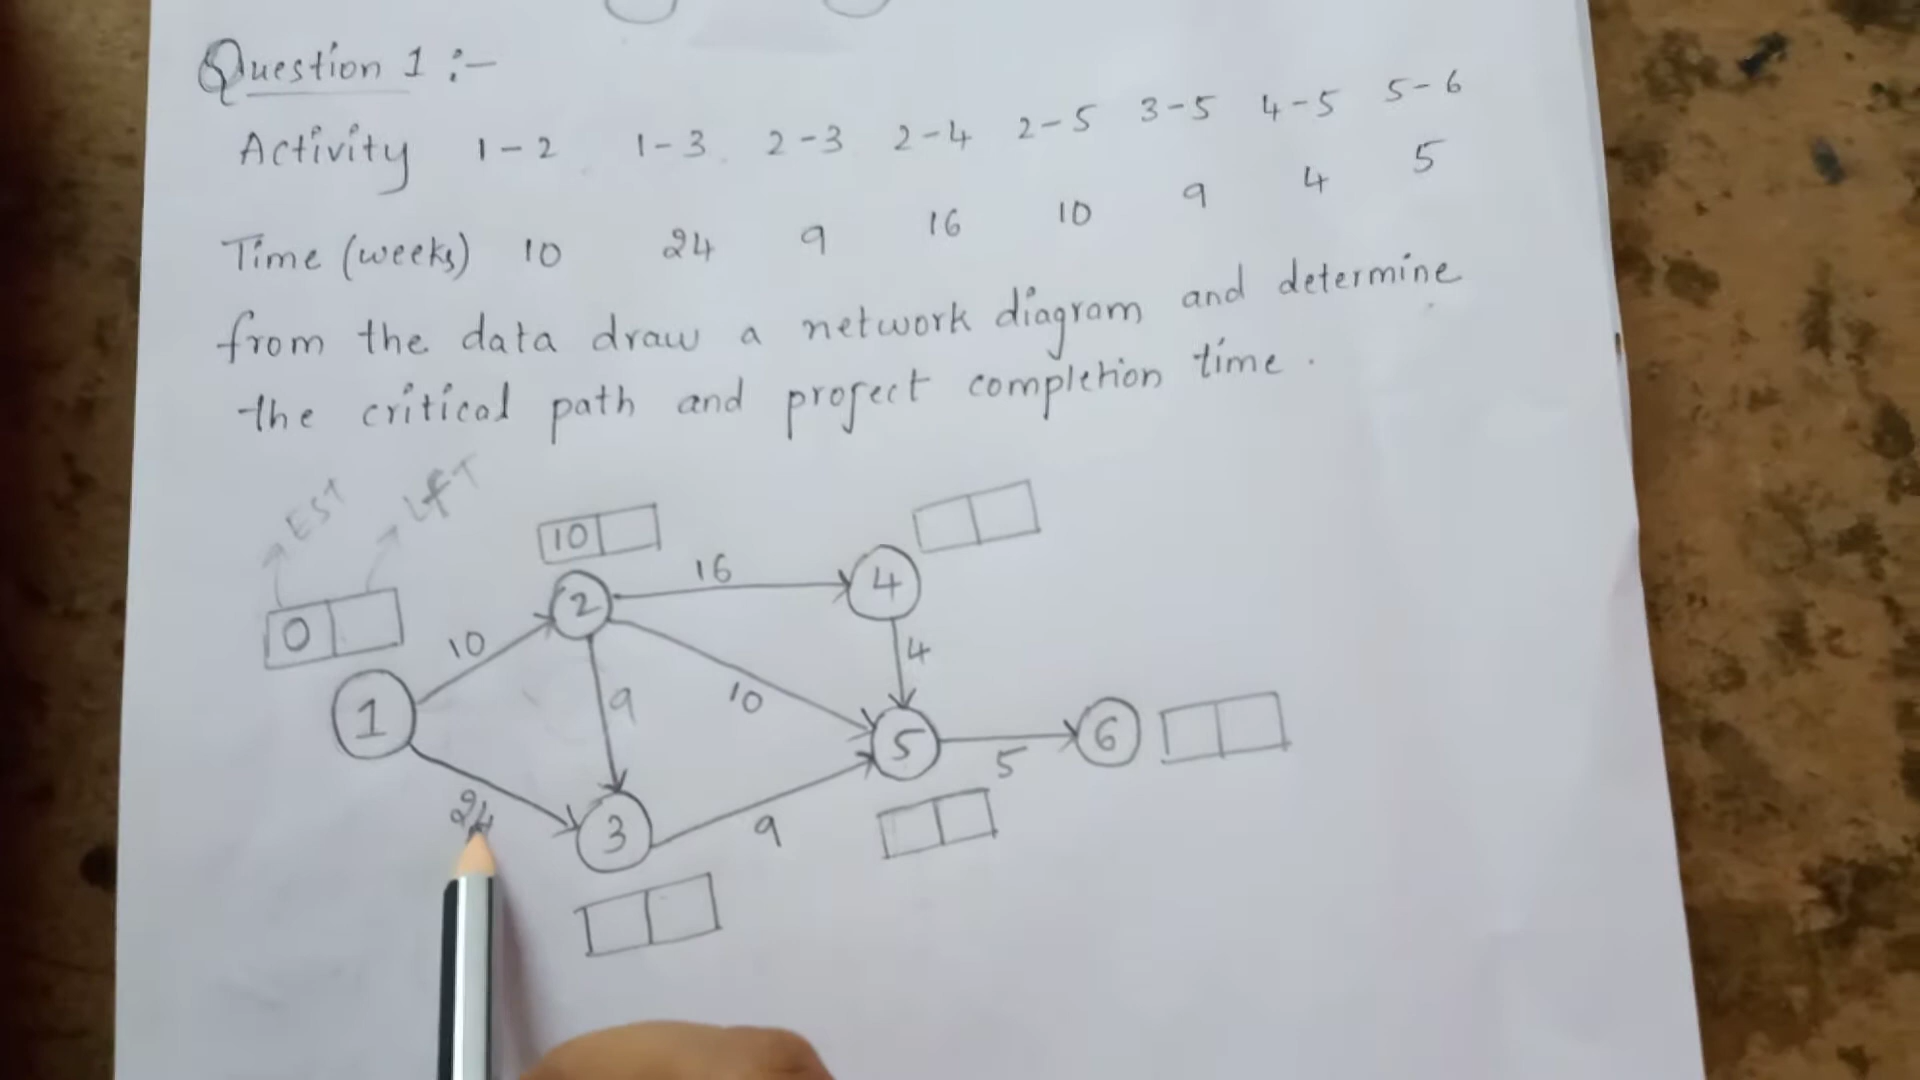 Question 1 :-
Activity 1-2 1-3 2-3 2-4 2-5 3-5 4-5 5-6
Time (weeks) 10 24 9 16 10 9 4 5
from the data draw a network diagram and determine
the critical path and project completion time.
EST LFT
10
16 4
0
10 2
4
1 9 10
5 5 6
24
3 9